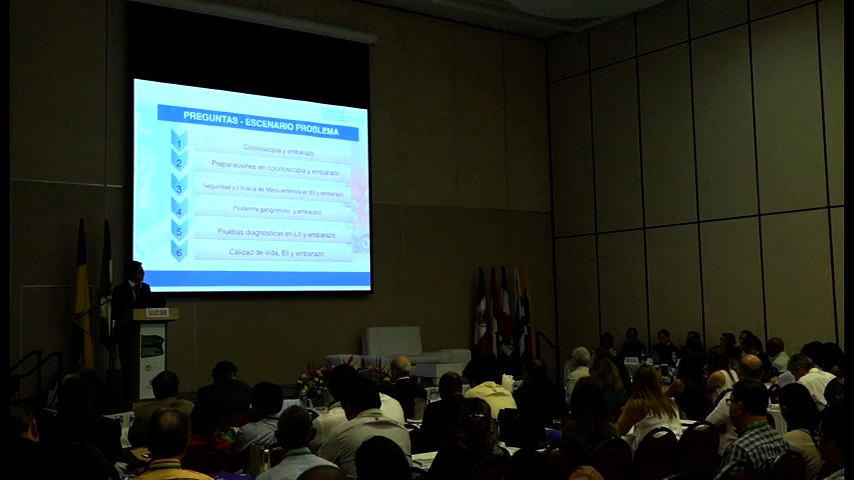 PREGUNTAS - ESCENARIO PROBLEMA
1 Colonoscopia y embarazo
2 Preparaciones en colonoscopia y embarazo
3 Seguridad y Eficacia de Medicamentos en EII y embarazo
4 Pioderma gangrenoso y embarazo
5 Pruebas diagnósticas en EII y embarazo
6 Calidad de Vida, EII y embarazo